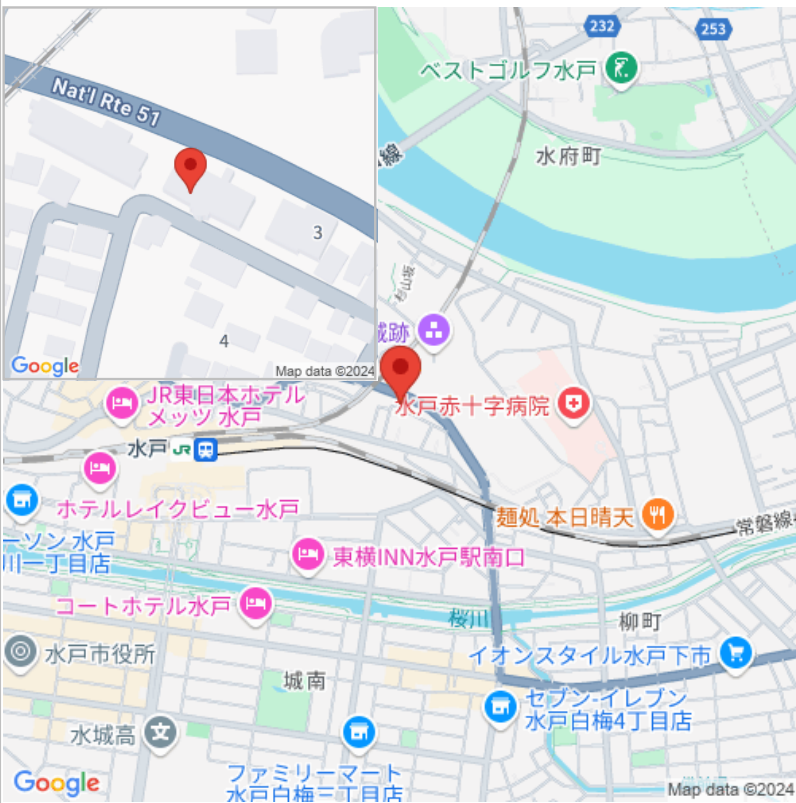 Nat'l Rte 51
3
4
Google
Map data ©2024
232
253
ベストゴルフ水戸
線
水府町
杉山坂
城跡
JR東日本ホテル
メッツ 水戸
水戸赤十字病院
水戸
JR
ホテルレイクビュー水戸
麺処 本日晴天
常磐線
ーソン 水戸
川一丁目店
東横INN水戸駅南口
コートホテル水戸
桜川
柳町
水戸市役所
イオンスタイル水戸下市
城南
セブン-イレブン
水戸白梅4丁目店
水城高
ファミリーマート
水戸白梅三丁目店
Google
Map data ©2024